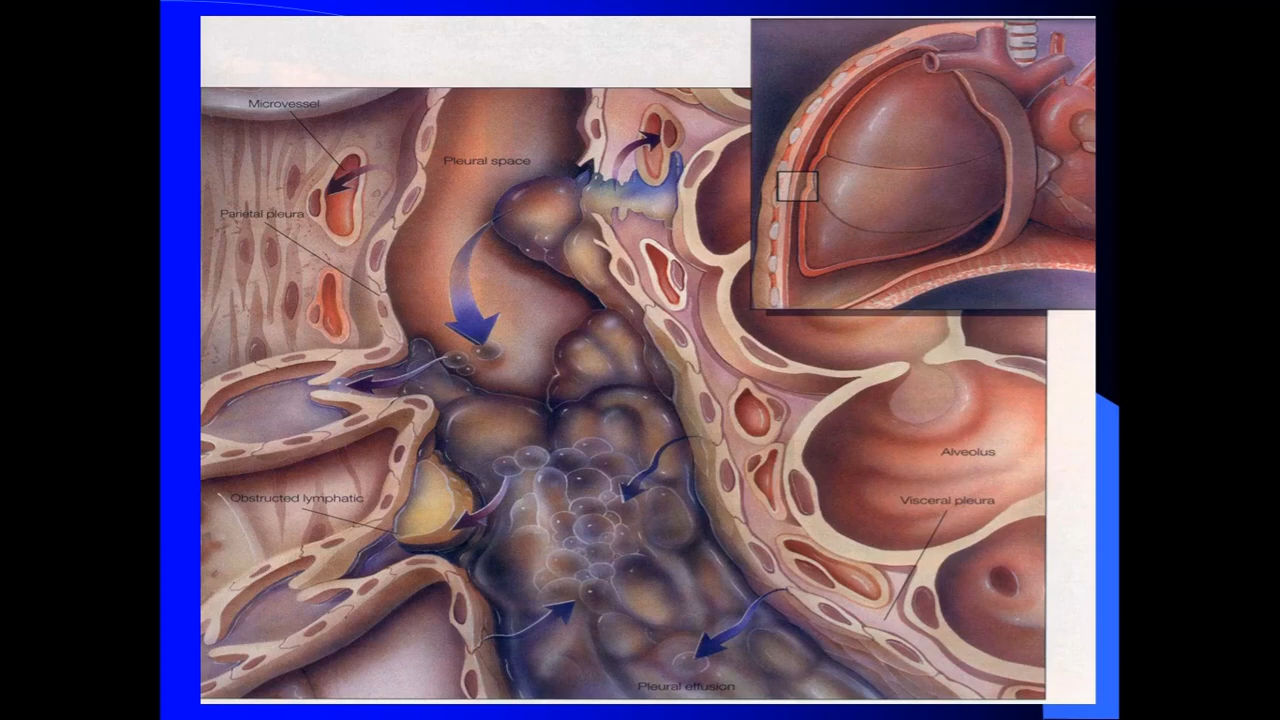 Microvessel
Pleural space
Parietal pleura
Alveolus
Obstructed lymphatic
Visceral pleura
Pleural effusion